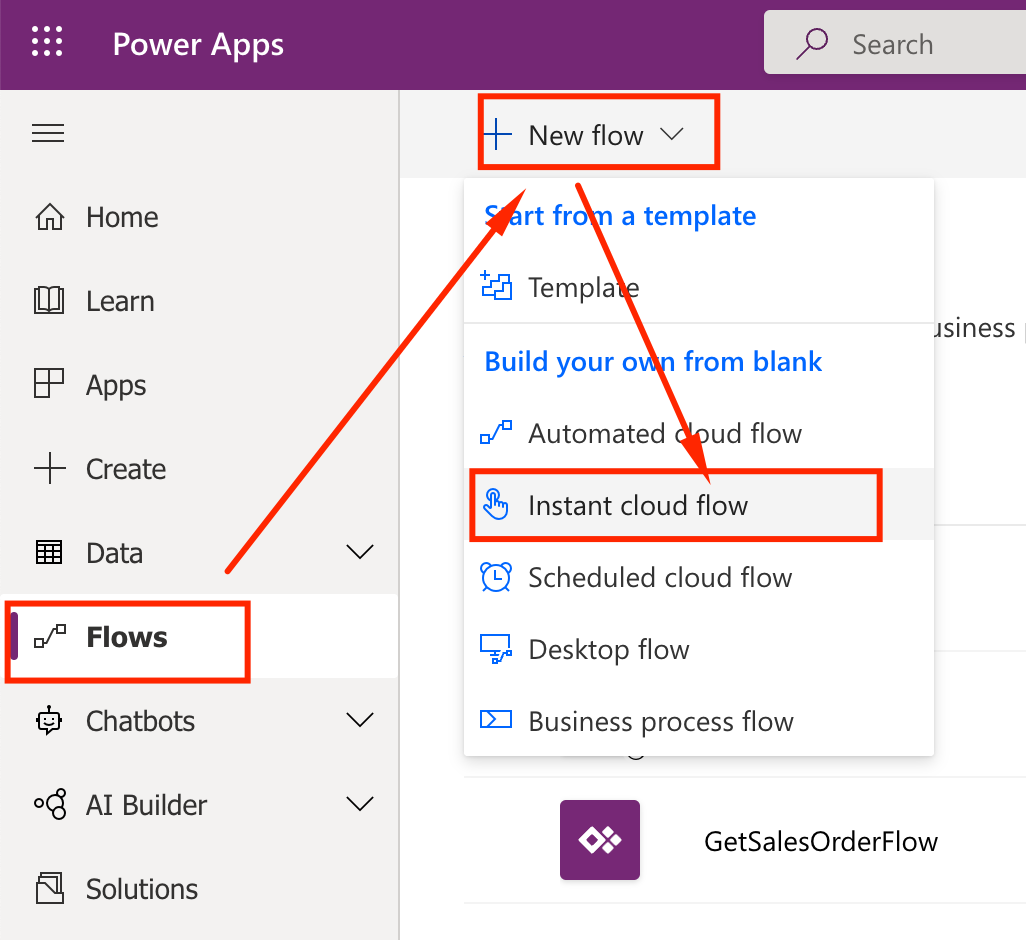 Power Apps
Search
Home
Learn
Apps
Create
Data
Flows
Chatbots
AI Builder
Solutions
New flow
Start from a template
Template
Build your own from blank
Automated cloud flow
Instant cloud flow
Scheduled cloud flow
Desktop flow
Business process flow
GetSalesOrderFlow